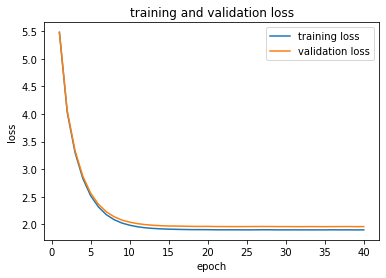 training and validation loss
training loss
validation loss
loss
5.5
5.0
4.5
4.0
3.5
3.0
2.5
2.0
0 5 10 15 20 25 30 35 40
epoch